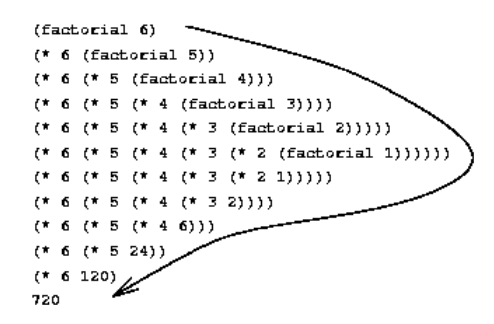 (factorial 6)
(* 6 (factorial 5))
(* 6 (* 5 (factorial 4)))
(* 6 (* 5 (* 4 (factorial 3))))
(* 6 (* 5 (* 4 (* 3 (factorial 2)))))
(* 6 (* 5 (* 4 (* 3 (* 2 (factorial 1))))))
(* 6 (* 5 (* 4 (* 3 (* 2 1)))))
(* 6 (* 5 (* 4 (* 3 2))))
(* 6 (* 5 (* 4 6)))
(* 6 (* 5 24))
(* 6 120)
720